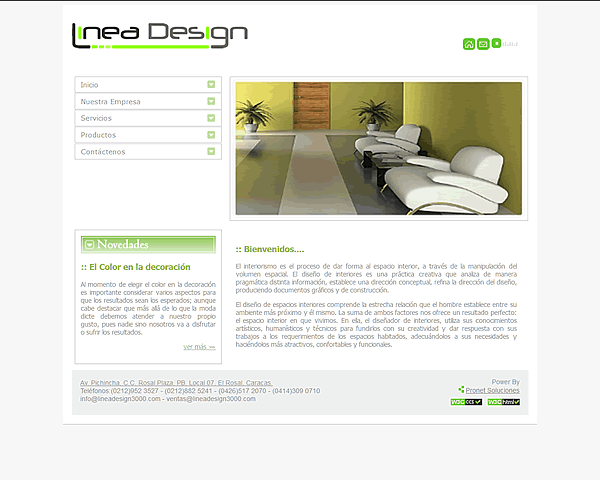 Linea Design
Inicio
Nuestra Empresa
Servicios
Productos
Contáctenos
Novedades
:: El Color en la decoración
Al momento de elegir el color en la decoración
es importante considerar varios aspectos para
que los resultados sean los esperados; aunque
cabe destacar que más allá de lo que la moda
dicte debemos atender a nuestro propio
gusto, pues nadie sino nosotros va a disfrutar
o sufrir los resultados.
ver más
:: Bienvenidos....
El interiorismo es el proceso de dar forma al espacio interior, a través de la manipulación del
volumen espacial. El diseño de interiores es una práctica creativa que analiza de manera
pragmática distinta información, establece una dirección conceptual, refina la dirección del diseño,
produciendo documentos gráficos y de construcción.
El diseño de espacios interiores comprende la estrecha relación que el hombre establece entre su
ambiente más próximo y él mismo. La suma de ambos factores nos ofrece un resultado perfecto:
el espacio interior en que vivimos. En ella, el diseñador de interiores, utiliza sus conocimientos
artísticos, humanísticos y técnicos para fundirlos con su creatividad y dar respuesta con sus
trabajos a los requerimientos de los espacios habitados, adecuándolos a sus necesidades y
haciéndolos más atractivos, confortables y funcionales.
Av. Pichincha, C.C. Rosal Plaza, PB, Local 07, El Rosal, Caracas.
Teléfonos:(0212)952 3527 - (0212)882 5241 - (0426)517 2070 - (0414)309 0710
info@lineadesign3000.com - ventas@lineadesign3000.com
Power By
Pronet Soluciones
W3C css W3C html